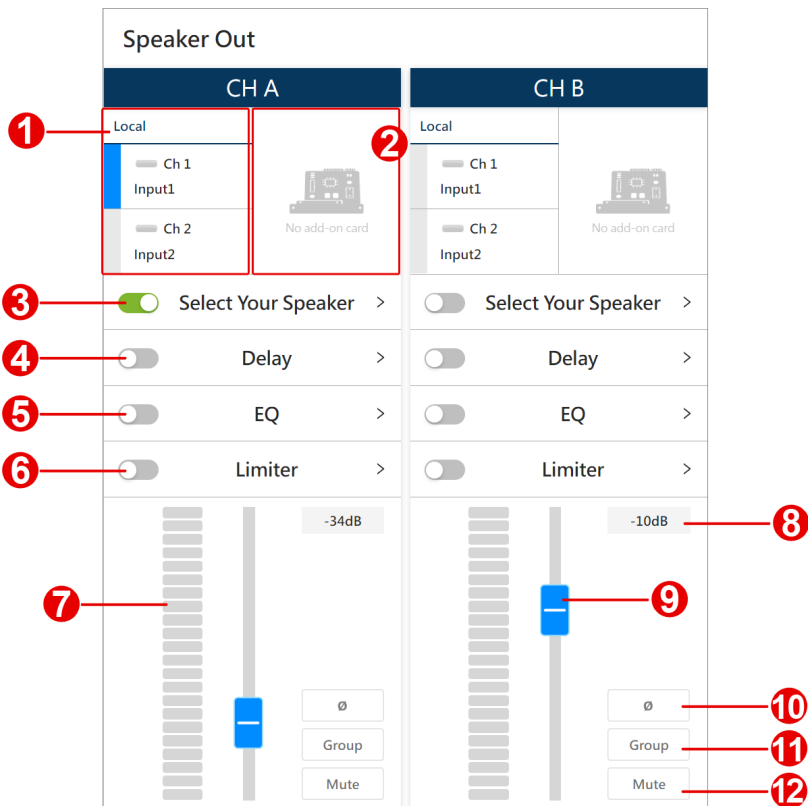 Speaker Out
CH A
CH B
1
Local
2
Local
Ch 1
Input1
Ch 1
Input1
Ch 2
Input2
No add-on card
Ch 2
Input2
No add-on card
3
Select Your Speaker >
Select Your Speaker >
4
Delay >
Delay >
5
EQ >
EQ >
6
Limiter >
Limiter >
-34dB
-10dB
8
7
9
ø
ø
10
Group
Group
11
Mute
Mute
12